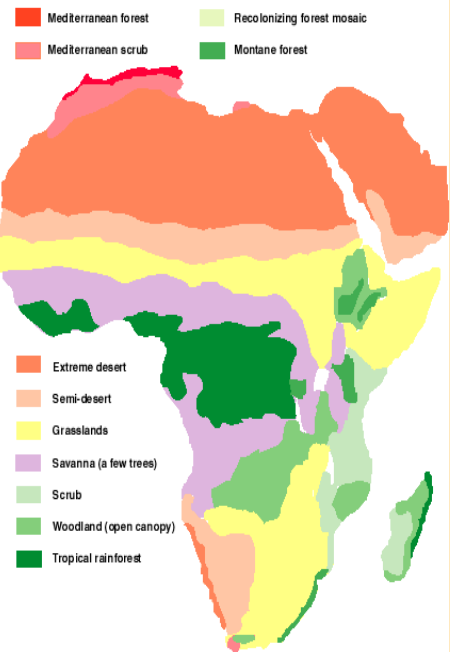 Mediterranean forest
Recolonizing forest mosaic
Mediterranean scrub
Montane forest
Extreme desert
Semi-desert
Grasslands
Savanna (a few trees)
Scrub
Woodland (open canopy)
Tropical rainforest